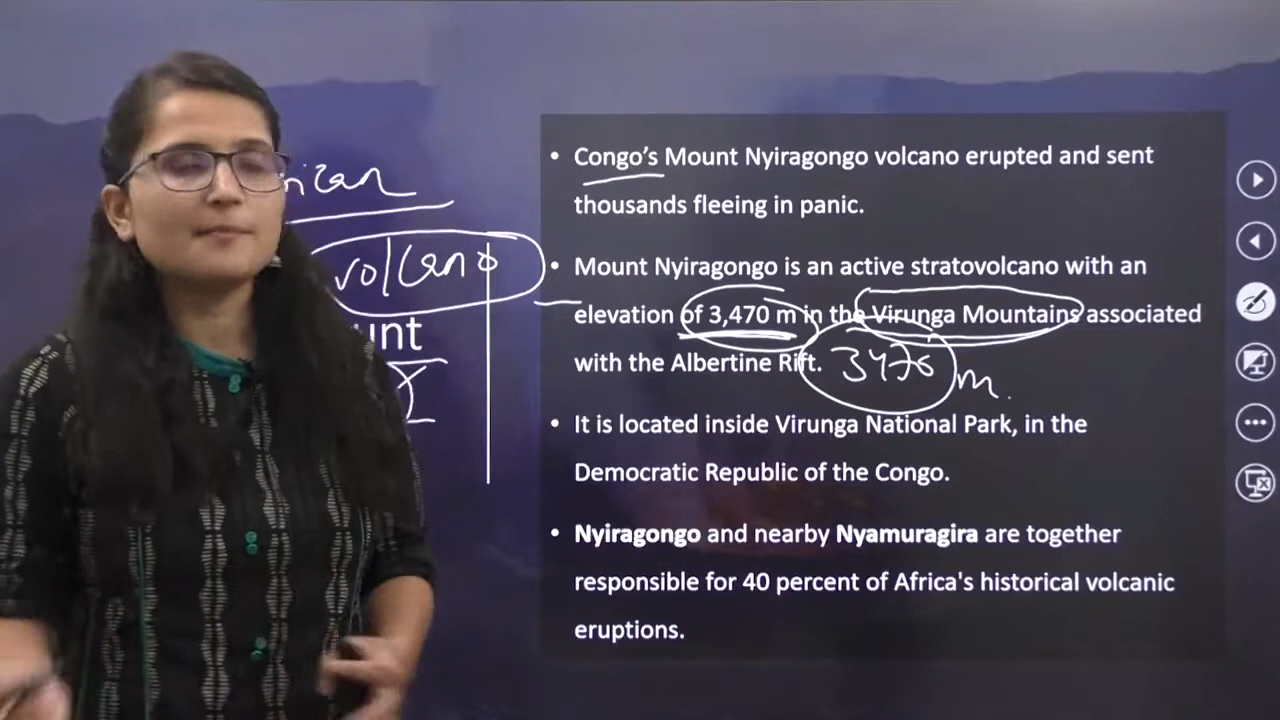 volcano
unt
I
• Congo's Mount Nyiragongo volcano erupted and sent
thousands fleeing in panic.
• Mount Nyiragongo is an active stratovolcano with an
elevation of 3,470 m in the Virunga Mountains associated
with the Albertine Rift.
3470 m.
• It is located inside Virunga National Park, in the
Democratic Republic of the Congo.
• Nyiragongo and nearby Nyamuragira are together
responsible for 40 percent of Africa's historical volcanic
eruptions.